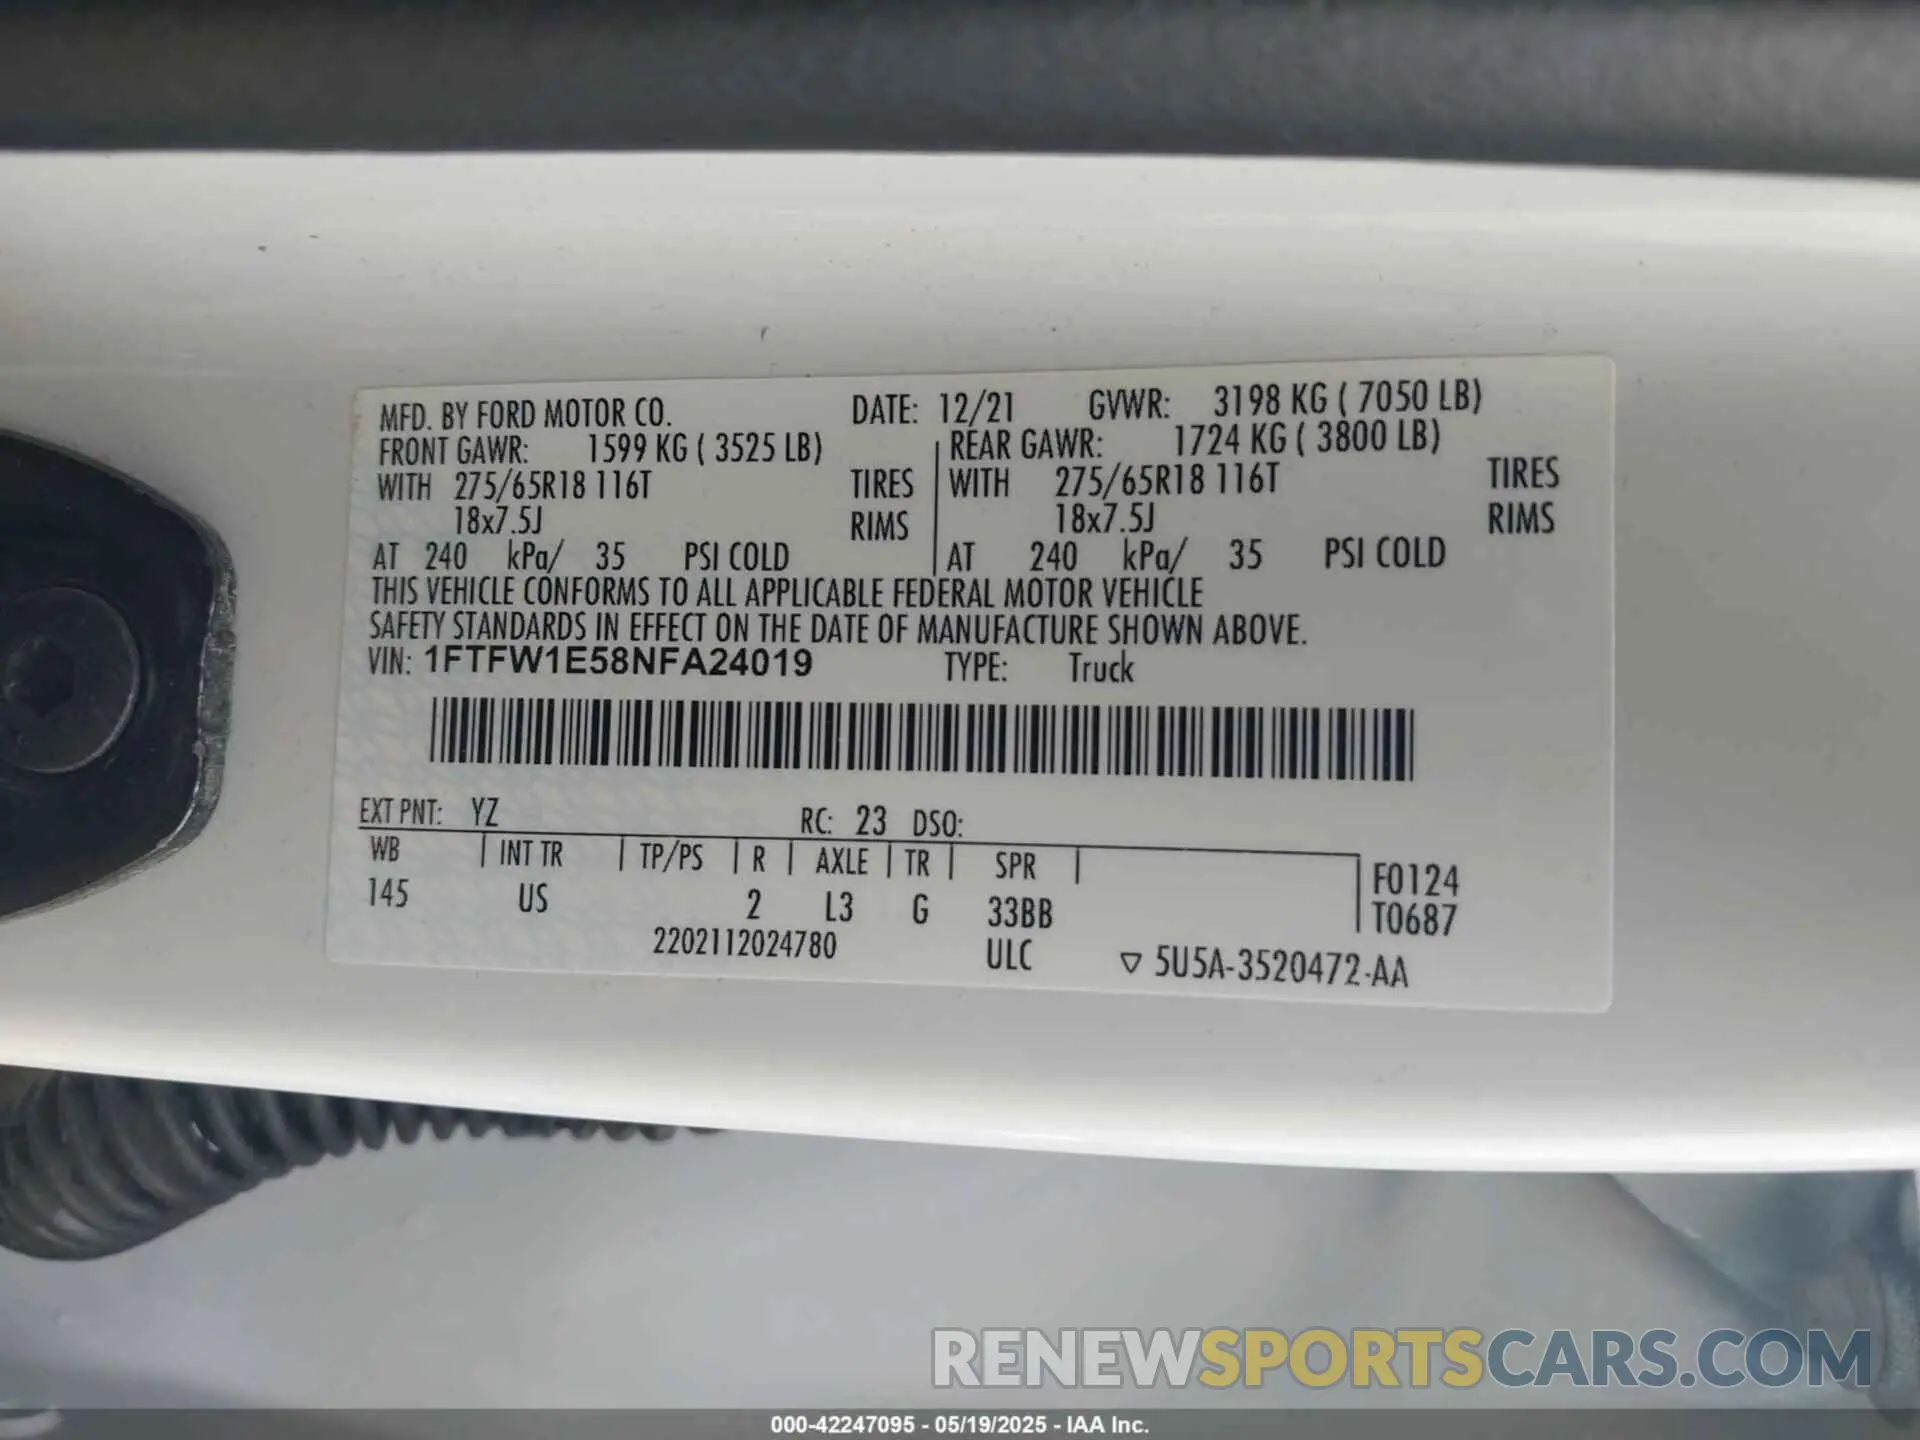 MFD. BY FORD MOTOR CO. DATE: 12/21 GVWR: 3198 KG ( 7050 LB)
FRONT GAWR: 1599 KG ( 3525 LB) REAR GAWR: 1724 KG ( 3800 LB)
WITH 275/65R18 116T TIRES WITH 275/65R18 116T TIRES
18x7.5J RIMS 18x7.5J RIMS
AT 240 kPa/ 35 PSI COLD AT 240 kPa/ 35 PSI COLD
THIS VEHICLE CONFORMS TO ALL APPLICABLE FEDERAL MOTOR VEHICLE
SAFETY STANDARDS IN EFFECT ON THE DATE OF MANUFACTURE SHOWN ABOVE.
VIN: 1FTFW1E58NFA24019 TYPE: Truck
EXT PNT: YZ RC: 23 DSO:
WB INT TR TP/PS R AXLE TR SPR F0124
145 US 2 L3 G 33BB T0687
2202112024780 ULC ▽ 5U5A-3520472-AA
RENEWSPORTSCARS.COM
000-42247095 - 05/19/2025 - IAA Inc.